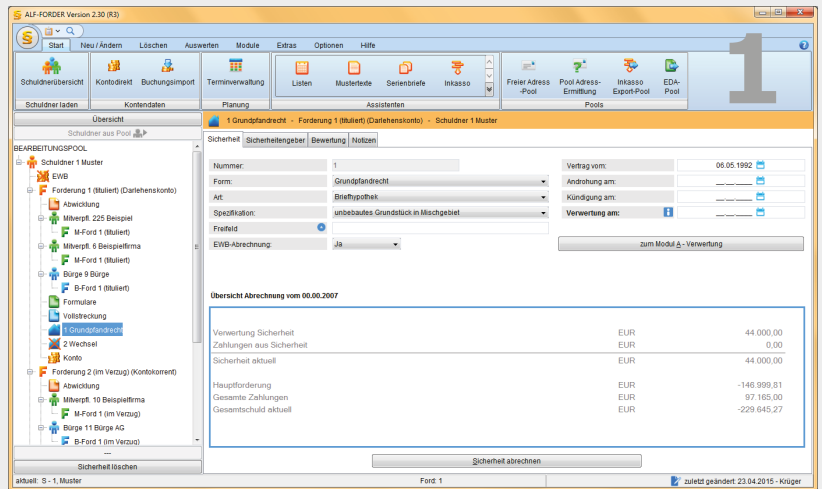 ALF-FORDER Version 2.30 (R3)
Start Neu / Ändern Löschen Auswerten Module Extras Optionen Hilfe
Schuldnerübersicht Kontodirekt Buchungsimport Terminverwaltung Listen Mustertexte Serienbriefe Inkasso Freier Adress -Pool Pool Adress- Ermittlung Inkasso Export-Pool EDA- Pool
Schuldner laden Kontendaten Planung Assistenten Pools
1
Übersicht
Schuldner aus Pool
BEARBEITUNGSPOOL
Schuldner 1 Muster
EWB
Forderung 1 (tituliert) (Darlehenskonto)
Abwicklung
Mitverpfl. 225 Beispiel
M-Ford 1 (tituliert)
Mitverpfl. 6 Beispielfirma
M-Ford 1 (tituliert)
Bürge 9 Bürge
B-Ford 1 (tituliert)
Formulare
Vollstreckung
1 Grundpfandrecht
2 Wechsel
Konto
Forderung 2 (im Verzug) (Kontokorrent)
Abwicklung
Mitverpfl. 10 Beispielfirma
M-Ford 1 (im Verzug)
Bürge 11 Bürge AG
B-Ford 1 (im Verzug)
---
Sicherheit löschen
1 Grundpfandrecht - Forderung 1 (tituliert) (Darlehenskonto) - Schuldner 1 Muster
Sicherheit Sicherheitengeber Bewertung Notizen
Nummer: 1 Vertrag vom: 06.05.1992
Form: Grundpfandrecht Androhung am: __.__.____
Art: Briefhypothek Kündigung am: __.__.____
Spezifikation: unbebautes Grundstück in Mischgebiet Verwertung am: __.__.____
Freifeld
EWB-Abrechnung: Ja zum Modul A - Verwertung
Übersicht Abrechnung vom 00.00.2007
Verwertung Sicherheit EUR 44.000,00
Zahlungen aus Sicherheit EUR 0,00
Sicherheit aktuell EUR 44.000,00
Hauptforderung EUR -146.999,81
Gesamte Zahlungen EUR 97.165,00
Gesamtschuld aktuell EUR -229.645,27
Sicherheit abrechnen
aktuell: S - 1, Muster Ford: 1 zuletzt geändert: 23.04.2015 - Krüger